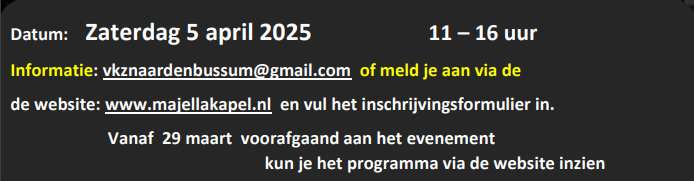 Datum: Zaterdag 5 april 2025 11 – 16 uur
Informatie: vkznaardenbussum@gmail.com of meld je aan via de
de website: www.majellakapel.nl en vul het inschrijvingsformulier in.
Vanaf 29 maart voorafgaand aan het evenement
kun je het programma via de website inzien